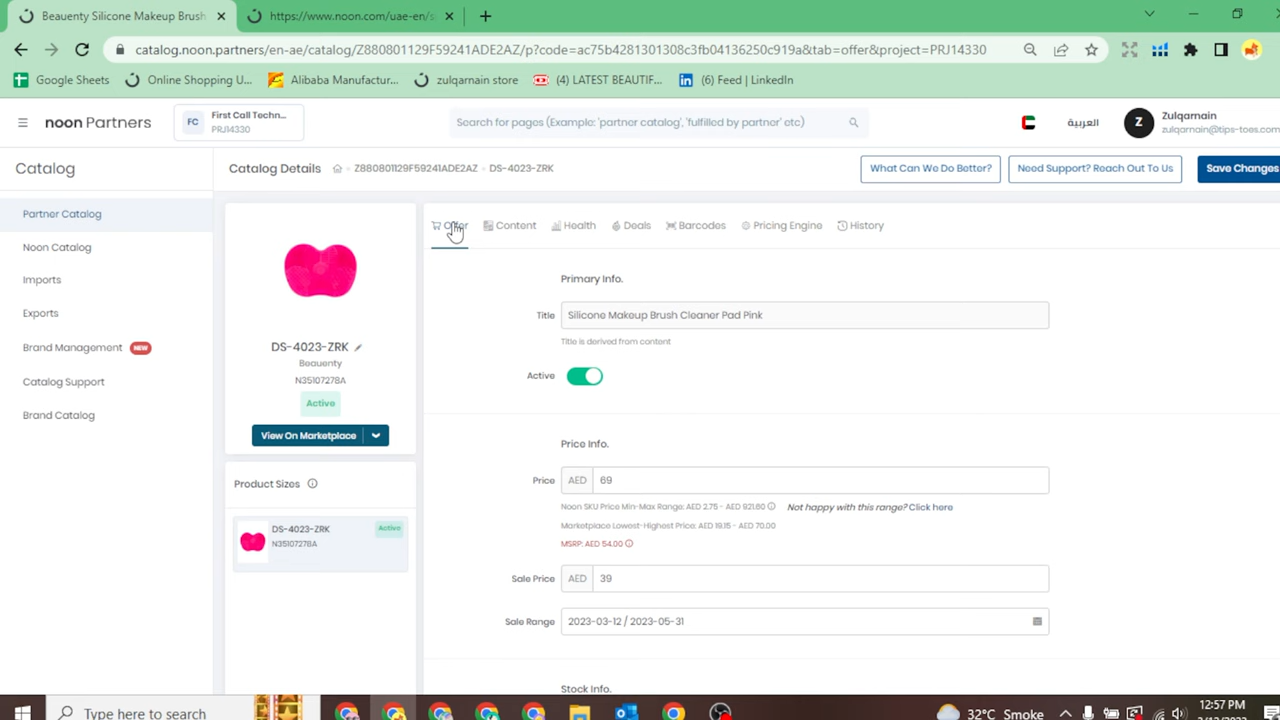 Beauenty Silicone Makeup Brush
https://www.noon.com/uae-en/s
catalog.noon.partners/en-ae/catalog/Z880801129F59241ADE2AZ/p?code=ac75b4281301308c3fb04136250c919a&tab=offer&project=PRJ14330
Google Sheets
Online Shopping U...
Alibaba Manufactur...
zulqarnain store
(4) LATEST BEAUTIF...
(6) Feed | LinkedIn
noon Partners
FC
First Call Techn...
PRJ14330
Search for pages (Example: 'partner catalog', 'fulfilled by partner' etc)
العربية
Z
Zulqarnain
zulqarnain@tips-toes.com
Catalog
Catalog Details
Z880801129F59241ADE2AZ - DS-4023-ZRK
What Can We Do Better?
Need Support? Reach Out To Us
Save Changes
Partner Catalog
Noon Catalog
Imports
Exports
Brand Management NEW
Catalog Support
Brand Catalog
DS-4023-ZRK
Beauenty
N35107278A
Active
View On Marketplace
Product Sizes
DS-4023-ZRK
Active
N35107278A
Offer
Content
Health
Deals
Barcodes
Pricing Engine
History
Primary Info.
Title
Silicone Makeup Brush Cleaner Pad Pink
Title is derived from content
Active
Price Info.
Price
AED 69
Noon SKU Price Min-Max Range: AED 2.75 - AED 921.60
Not happy with this range? Click here
Marketplace Lowest-Highest Price: AED 19.15 - AED 70.00
MSRP: AED 54.00
Sale Price
AED 39
Sale Range
2023-03-12 / 2023-05-31
Stock Info.
Type here to search
32°C Smoke
12:57 PM